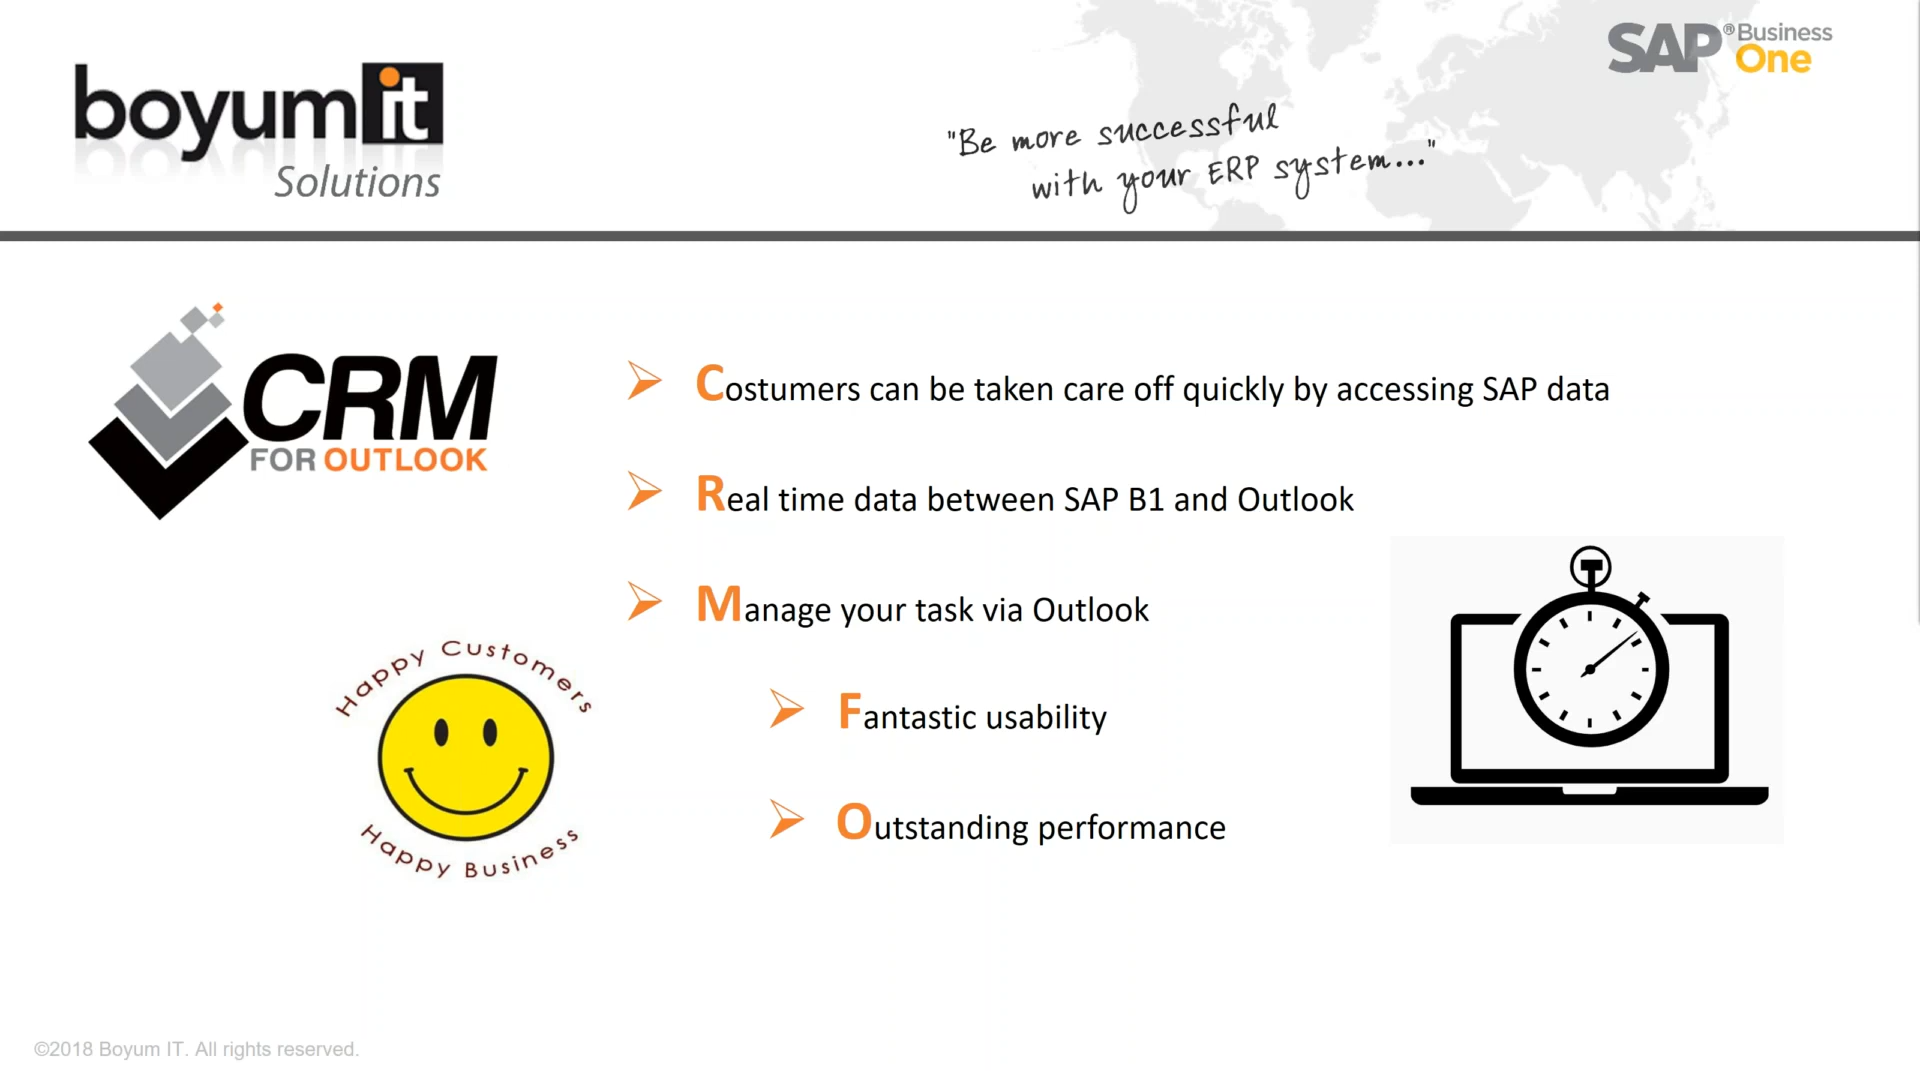 boyumit
Solutions
"Be more successful
with your ERP system..."
SAP® Business
One
CRM
FOR OUTLOOK
Costumers can be taken care off quickly by accessing SAP data
Real time data between SAP B1 and Outlook
Manage your task via Outlook
Fantastic usability
Outstanding performance
Happy Customers
Happy Business
©2018 Boyum IT. All rights reserved.